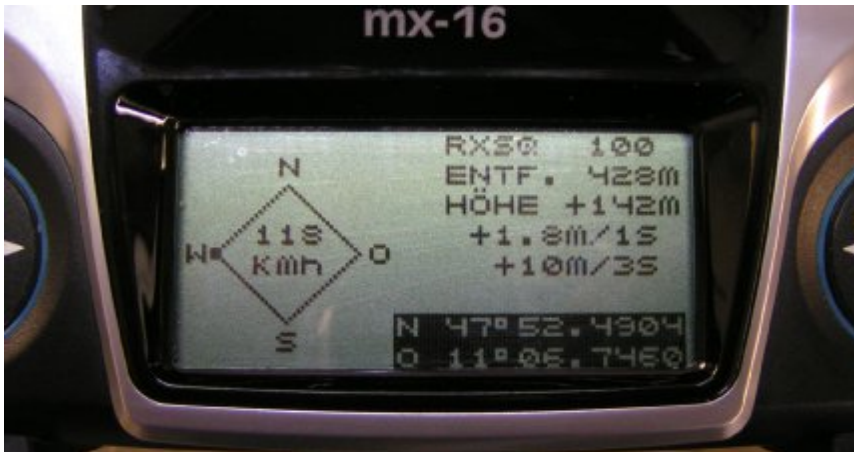 mx-16
N
W
118
Kmh
O
S
RXSQ 100
ENTF. 428m
HÖHE +142m
+1.8m/1S
+10m/3S
N 47°52.4904
O 11°06.7460